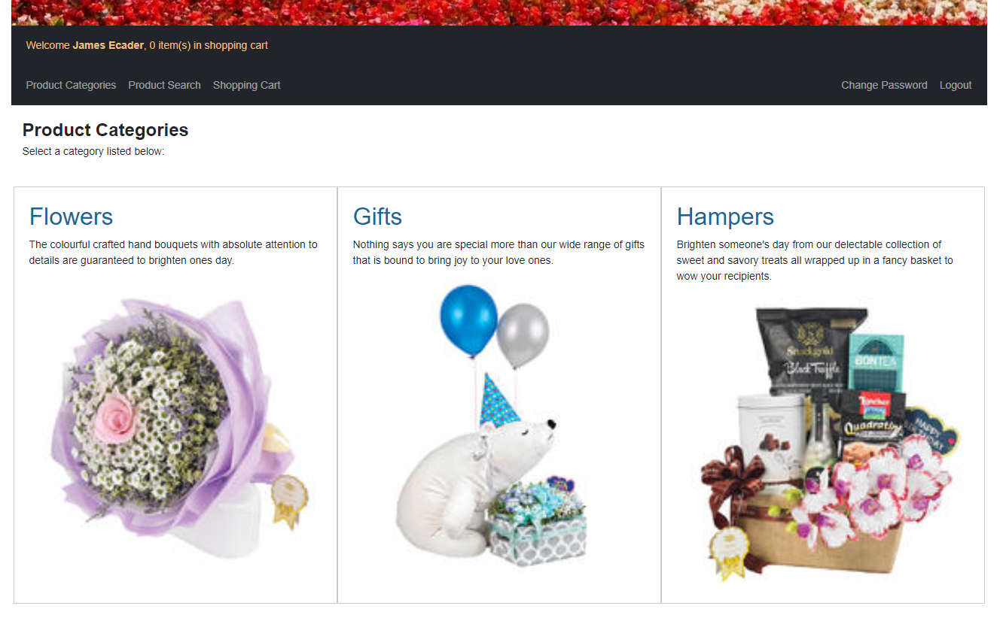 Welcome James Ecader, 0 item(s) in shopping cart
Product Categories Product Search Shopping Cart Change Password Logout
Product Categories
Select a category listed below:
Flowers
The colourful crafted hand bouquets with absolute attention to
details are guaranteed to brighten ones day.
Gifts
Nothing says you are special more than our wide range of gifts
that is bound to bring joy to your love ones.
Hampers
Brighten someone's day from our delectable collection of
sweet and savory treats all wrapped up in a fancy basket to
wow your recipients.
Black Truffle
BONTEA
Loacker
Quadratini
HAPPY